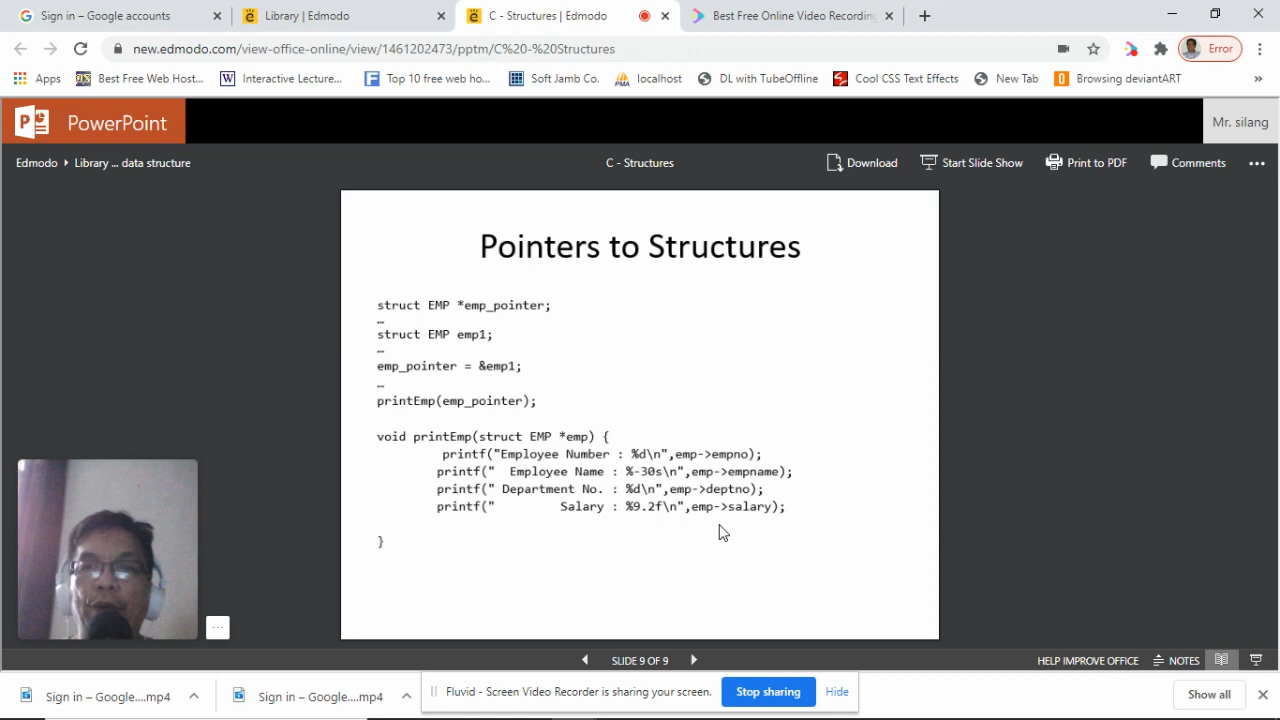 Sign in – Google accounts
Library | Edmodo
C - Structures | Edmodo
Best Free Online Video Recording
new.edmodo.com/view-office-online/view/1461202473/pptm/C%20-%20Structures
Error
Apps
Best Free Web Host...
Interactive Lecture...
Top 10 free web ho...
Soft Jamb Co.
localhost
DL with TubeOffline
Cool CSS Text Effects
New Tab
Browsing deviantART
»
PowerPoint
Mr. silang
Edmodo
Library ... data structure
C - Structures
Download
Start Slide Show
Print to PDF
Comments
Pointers to Structures
struct EMP *emp_pointer;
…
struct EMP emp1;
…
emp_pointer = &emp1;
…
printEmp(emp_pointer);
void printEmp(struct EMP *emp) {
printf("Employee Number : %d\n",emp->empno);
printf("  Employee Name : %-30s\n",emp->empname);
printf(" Department No. : %d\n",emp->deptno);
printf("        Salary : %9.2f\n",emp->salary);
}
SLIDE 9 OF 9
HELP IMPROVE OFFICE
NOTES
Sign in – Google....mp4
Sign in – Google....mp4
Fluvid - Screen Video Recorder is sharing your screen.
Stop sharing
Hide
Show all